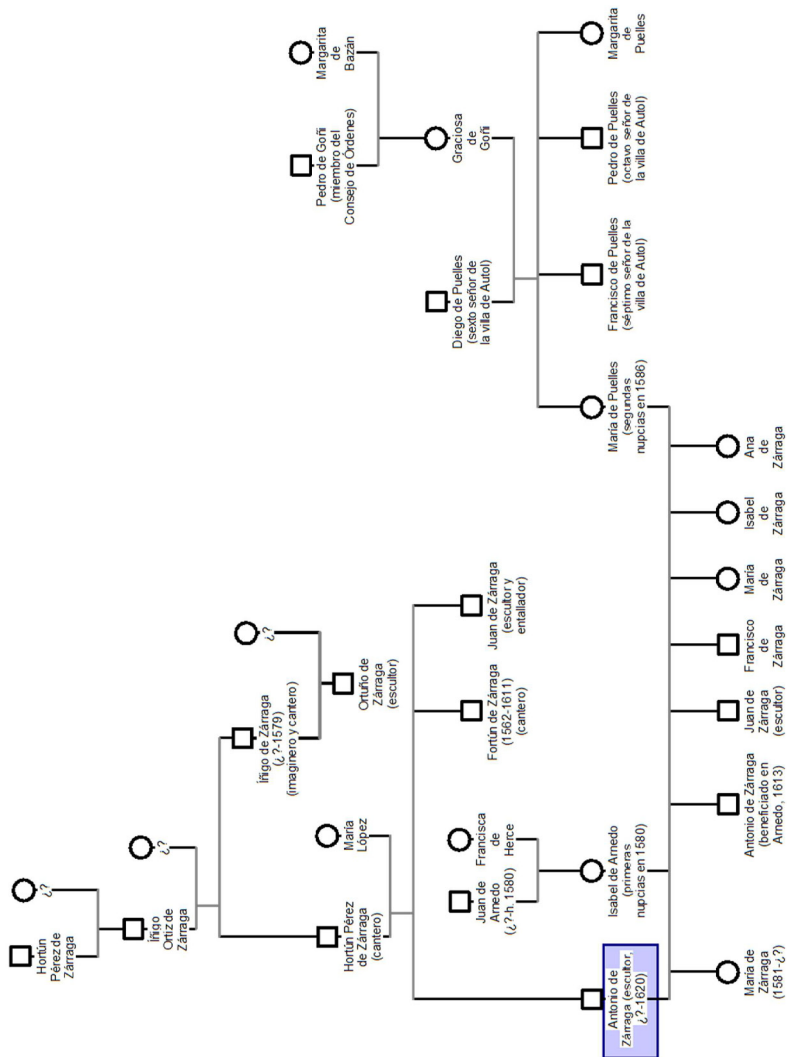 Hortún
Pérez de
Zárraga
¿?
Íñigo
Ortiz de
Zárraga
¿?
Hortún Pérez
de Zárraga
(cantero)
María
López
Íñigo de Zárraga
(¿?-1579)
(imaginero y cantero)
¿?
Ortuño de
Zárraga
(escultor)
Pedro de Goñi
(miembro del
Consejo de Órdenes)
Margarita
de
Bazán
Diego de Puelles
(sexto señor de
la villa de Autol)
Graciosa
de
Goñi
Juan de
Arnedo
(¿?-h. 1580)
Francisca
de
Herce
Fortún de Zárraga
(1562-1611)
(cantero)
Juan de Zárraga
(escultor y
entallador)
Antonio de
Zárraga (escultor,
¿?-1620)
Isabel de Arnedo
(primeras
nupcias en 1580)
María de Puelles
(segundas
nupcias en 1586)
Francisco de Puelles
(séptimo señor de la
villa de Autol)
Pedro de Puelles
(octavo señor de
la villa de Autol)
Margarita
de
Puelles
María de
Zárraga
(1581-¿?)
Antonio de Zárraga
(beneficiado en
Arnedo, 1613)
Juan de
Zárraga
(escultor)
Francisco
de
Zárraga
María
de
Zárraga
Isabel
de
Zárraga
Ana
de
Zárraga